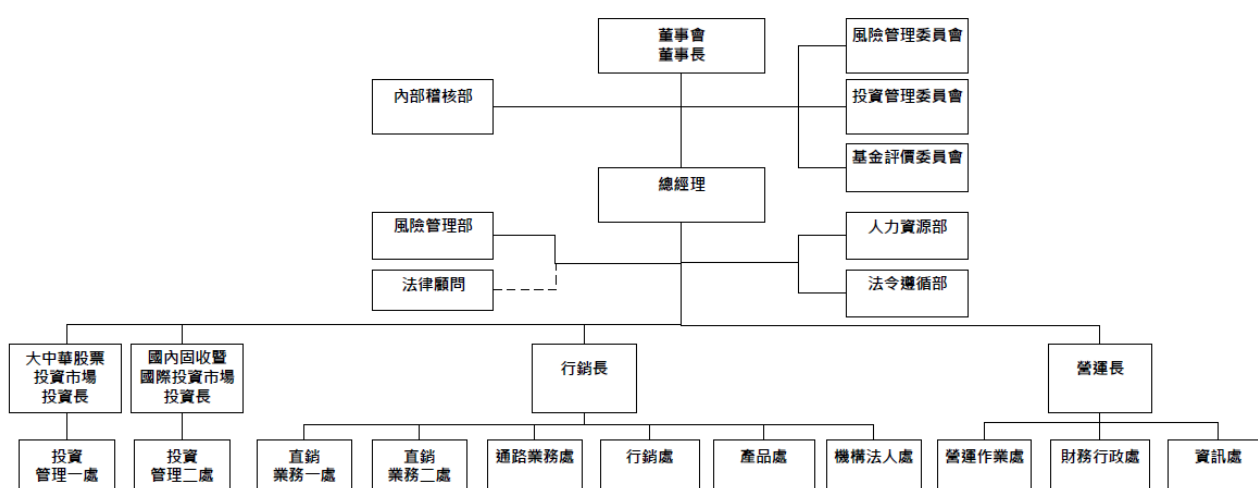 董事會
董事長
風險管理委員會
內部稽核部
投資管理委員會
基金評價委員會
總經理
風險管理部
人力資源部
法律顧問
法令遵循部
大中華股票
投資市場
投資長
國內固收暨
國際投資市場
投資長
行銷長
營運長
投資
管理一處
投資
管理二處
直銷
業務一處
直銷
業務二處
通路業務處
行銷處
產品處
機構法人處
營運作業處
財務行政處
資訊處